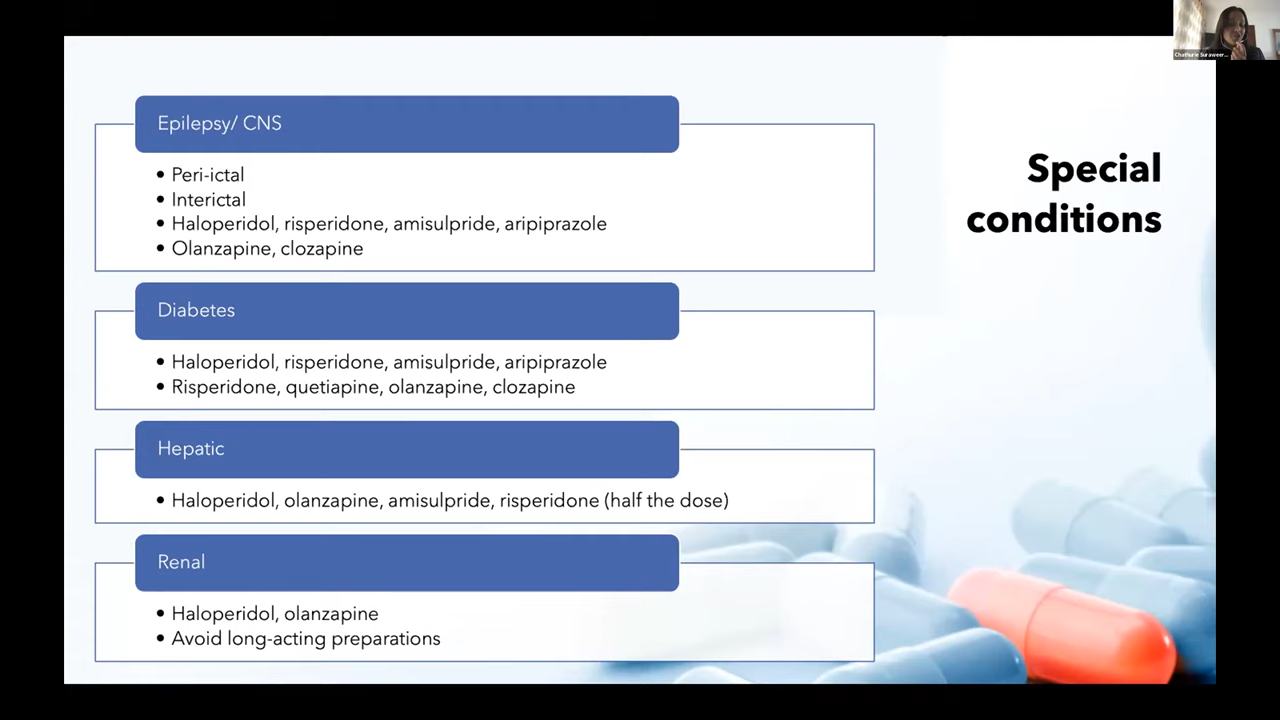 Special
conditions
Epilepsy/ CNS
• Peri-ictal
• Interictal
• Haloperidol, risperidone, amisulpride, aripiprazole
• Olanzapine, clozapine
Diabetes
• Haloperidol, risperidone, amisulpride, aripiprazole
• Risperidone, quetiapine, olanzapine, clozapine
Hepatic
• Haloperidol, olanzapine, amisulpride, risperidone (half the dose)
Renal
• Haloperidol, olanzapine
• Avoid long-acting preparations